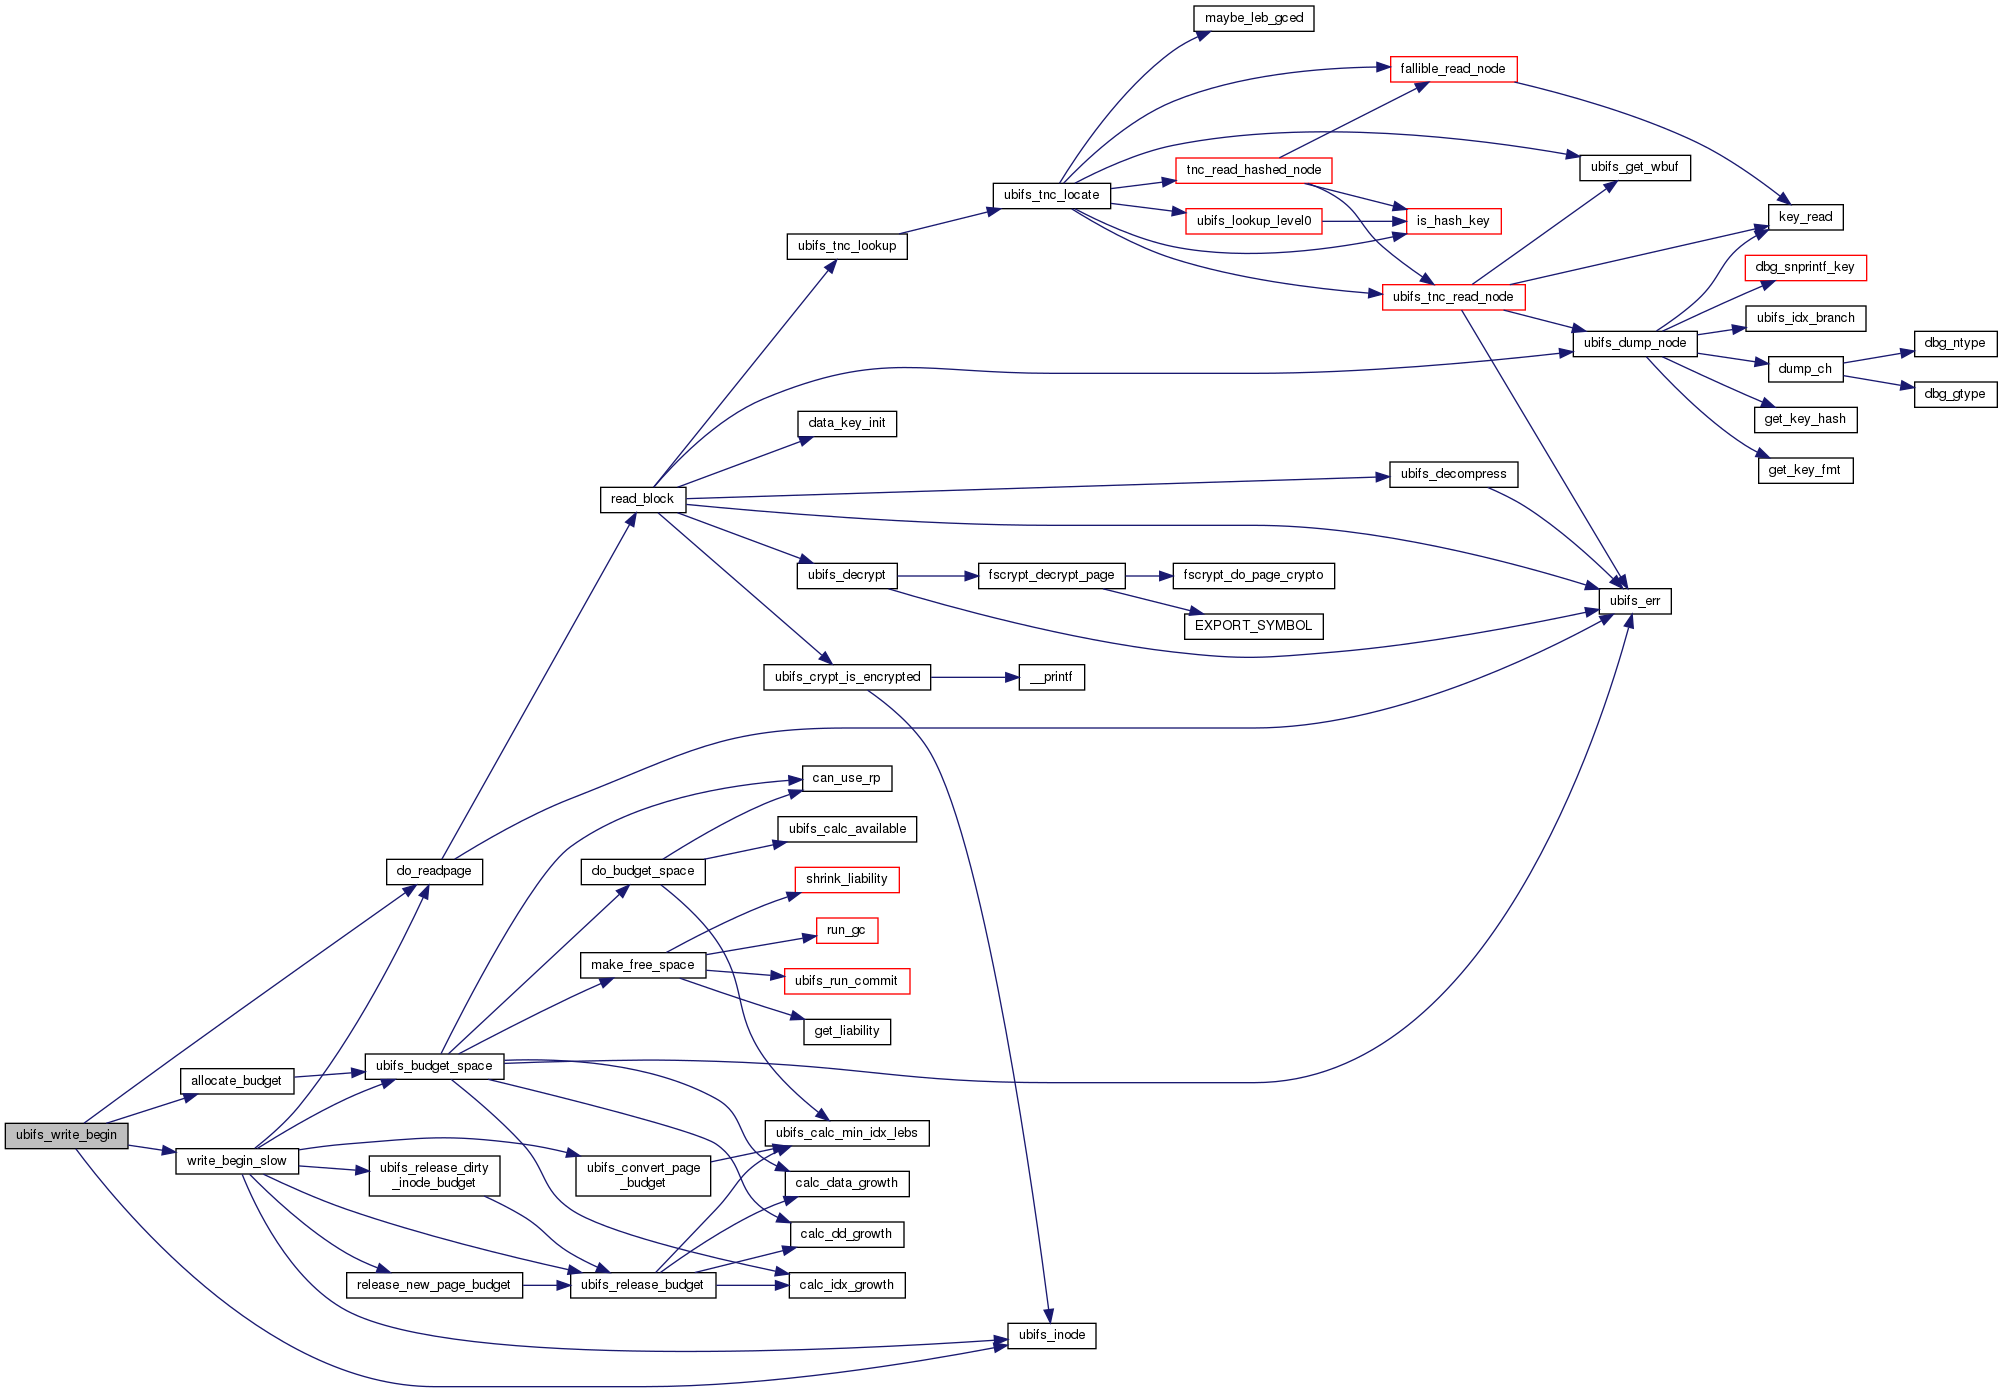 maybe_leb_gced
fallible_read_node
ubifs_get_wbuf
tnc_read_hashed_node
ubifs_tnc_locate
key_read
ubifs_lookup_level0
is_hash_key
ubifs_tnc_lookup
dbg_snprintf_key
ubifs_tnc_read_node
ubifs_idx_branch
ubifs_dump_node
dbg_ntype
dump_ch
dbg_gtype
data_key_init
get_key_hash
get_key_fmt
ubifs_decompress
read_block
ubifs_decrypt
fscrypt_decrypt_page
fscrypt_do_page_crypto
ubifs_err
EXPORT_SYMBOL
ubifs_crypt_is_encrypted
__printf
can_use_rp
ubifs_calc_available
do_readpage
do_budget_space
shrink_liability
run_gc
make_free_space
ubifs_run_commit
get_liability
ubifs_budget_space
allocate_budget
ubifs_write_begin
ubifs_calc_min_idx_lebs
write_begin_slow
ubifs_release_dirty
_inode_budget
ubifs_convert_page
_budget
calc_data_growth
calc_dd_growth
release_new_page_budget
ubifs_release_budget
calc_idx_growth
ubifs_inode